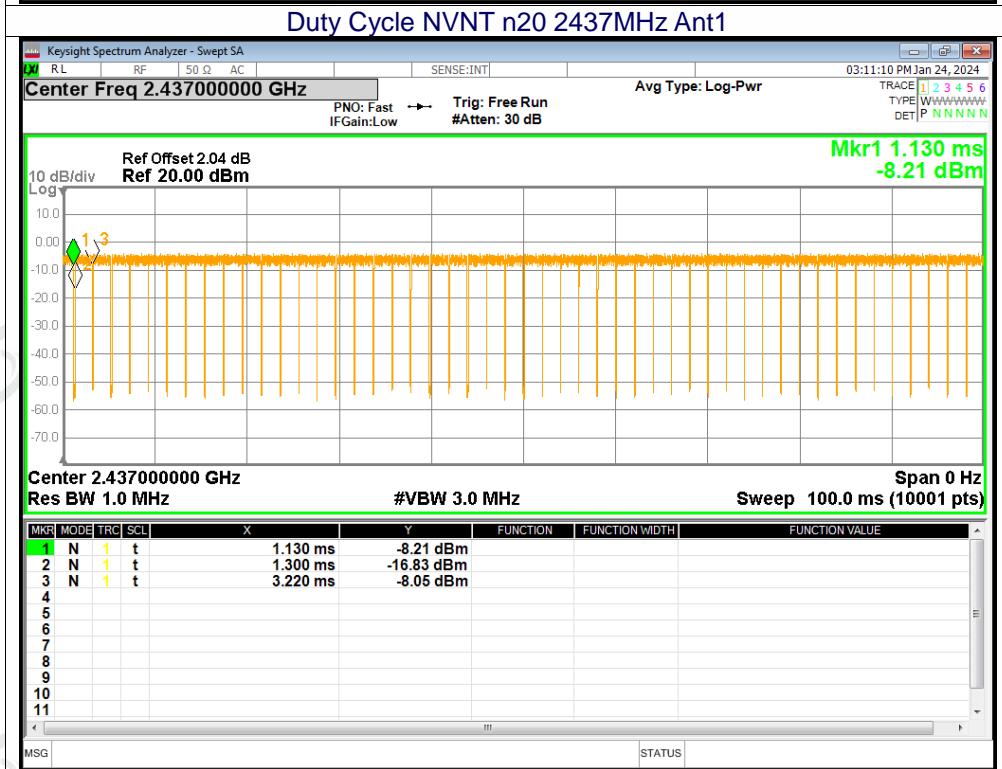 Duty Cycle NVNT n20 2437MHz Ant1
Keysight Spectrum Analyzer - Swept SA
LXI RL RF 50 Ω AC SENSE:INT 03:11:10 PM Jan 24, 2024
Center Freq 2.437000000 GHz Avg Type: Log-Pwr TRACE 1 2 3 4 5 6
PNO: Fast Trig: Free Run TYPE WWWWWWW
IFGain:Low #Atten: 30 dB DET P N N N N N
Mkr1 1.130 ms
Ref Offset 2.04 dB
10 dB/div Ref 20.00 dBm -8.21 dBm
Log
10.0
0.00
1 3
2
-10.0
-20.0
-30.0
-40.0
-50.0
-60.0
-70.0
Center 2.437000000 GHz Span 0 Hz
Res BW 1.0 MHz #VBW 3.0 MHz Sweep 100.0 ms (10001 pts)
MKR MODE TRC SCL X Y FUNCTION FUNCTION WIDTH FUNCTION VALUE
1 N 1 t 1.130 ms -8.21 dBm
2 N 1 t 1.300 ms -16.83 dBm
3 N 1 t 3.220 ms -8.05 dBm
4
5
6
7
8
9
10
11
MSG STATUS